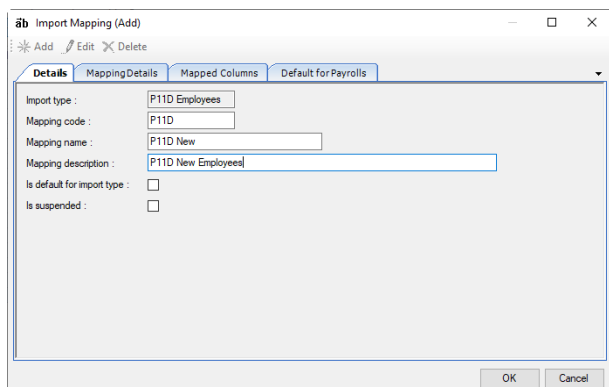 äb Import Mapping (Add)
Add Edit Delete
Details Mapping Details Mapped Columns Default for Payrolls
Import type : P11D Employees
Mapping code : P11D
Mapping name : P11D New
Mapping description : P11D New Employees
Is default for import type :
Is suspended :
OK Cancel